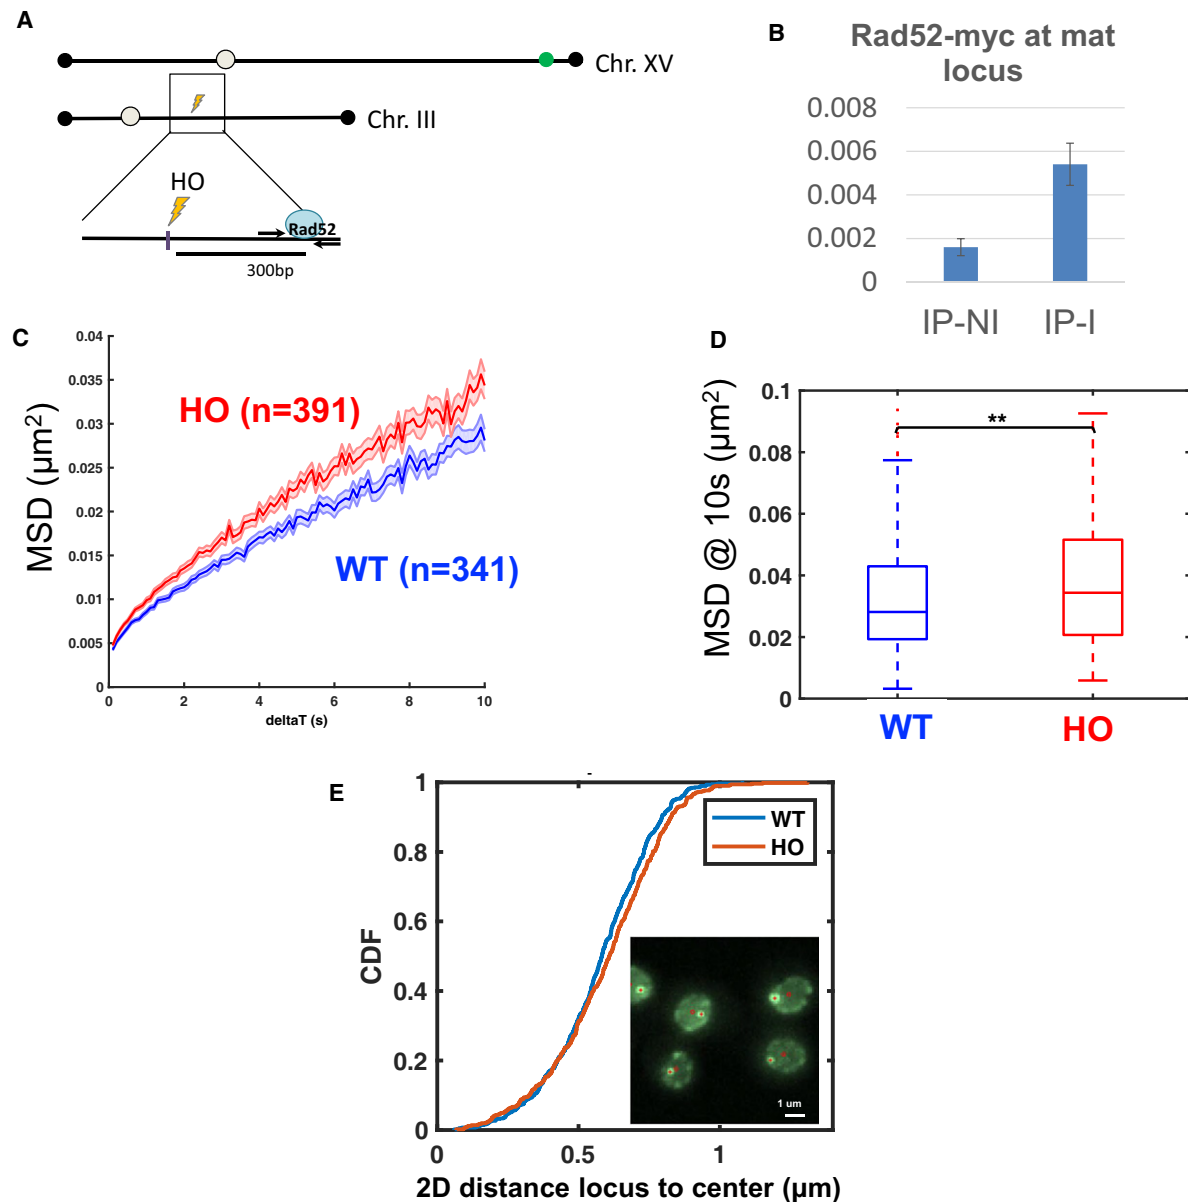 A
Chr. XV
Chr. III
HO
Rad52
300bp
B
Rad52-myc at mat
locus
0.008
0.006
0.004
0.002
0
IP-NI
IP-I
C
0.04
0.035
0.03
0.025
0.02
0.015
0.01
0.005
0
MSD (µm²)
HO (n=391)
WT (n=341)
0
2
4
6
8
10
deltaT (s)
D
0.1
0.08
0.06
0.04
0.02
0
MSD @ 10s (µm²)
**
WT
HO
E
1
0.8
0.6
0.4
0.2
0
CDF
WT
HO
1 um
0
0.5
1
2D distance locus to center (µm)